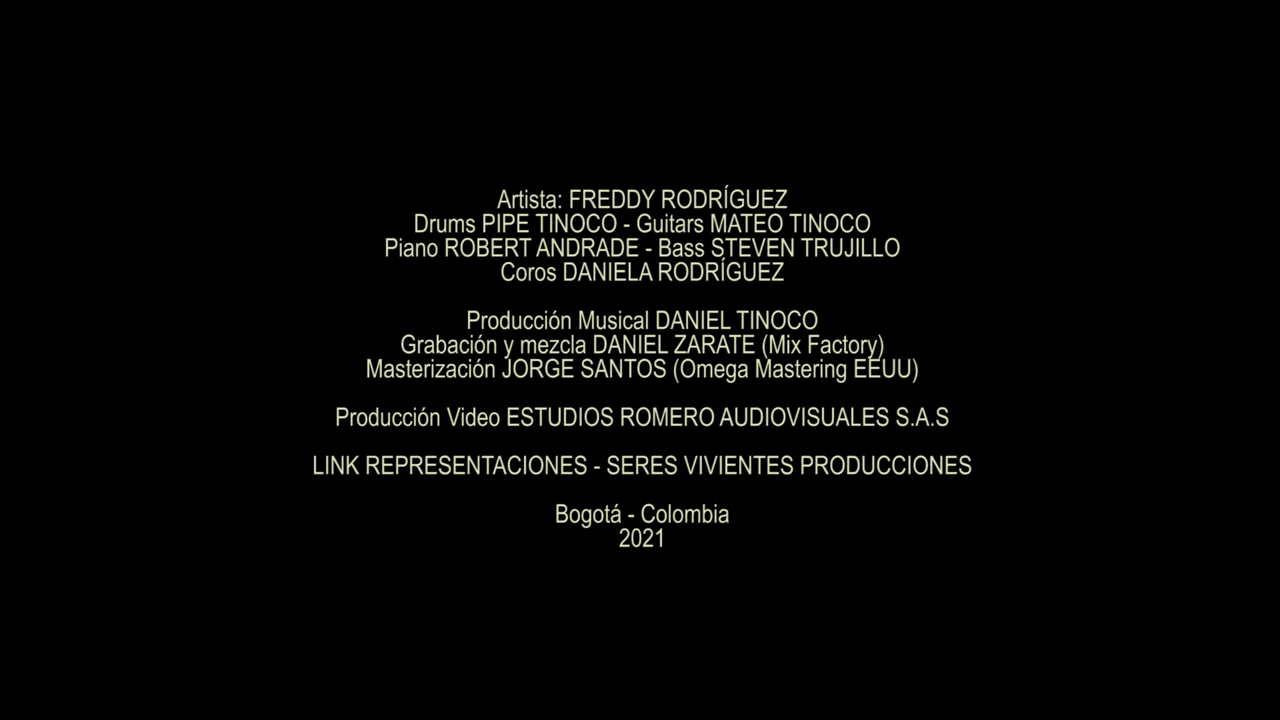 Artista: FREDDY RODRÍGUEZ
Drums PIPE TINOCO - Guitars MATEO TINOCO
Piano ROBERT ANDRADE - Bass STEVEN TRUJILLO
Coros DANIELA RODRÍGUEZ
Producción Musical DANIEL TINOCO
Grabación y mezcla DANIEL ZARATE (Mix Factory)
Masterización JORGE SANTOS (Omega Mastering EEUU)
Producción Video ESTUDIOS ROMERO AUDIOVISUALES S.A.S
LINK REPRESENTACIONES - SERES VIVIENTES PRODUCCIONES
Bogotá - Colombia
2021